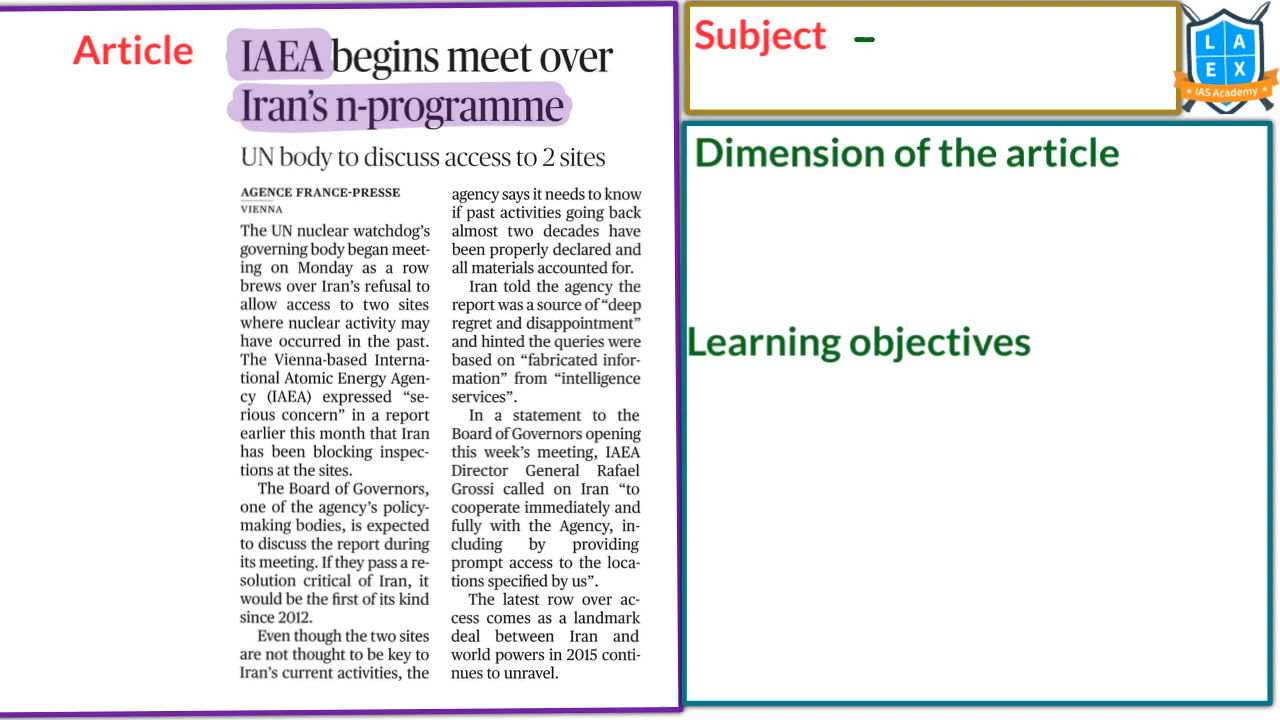 Article
IAEA begins meet over
Iran's n-programme
UN body to discuss access to 2 sites
AGENCE FRANCE-PRESSE
VIENNA
The UN nuclear watchdog's
governing body began meet-
ing on Monday as a row
brews over Iran's refusal to
allow access to two sites
where nuclear activity may
have occurred in the past.
The Vienna-based Interna-
tional Atomic Energy Agen-
cy (IAEA) expressed “se-
rious concern” in a report
earlier this month that Iran
has been blocking inspec-
tions at the sites.
The Board of Governors,
one of the agency's policy-
making bodies, is expected
to discuss the report during
its meeting. If they pass a re-
solution critical of Iran, it
would be the first of its kind
since 2012.
Even though the two sites
are not thought to be key to
Iran's current activities, the
agency says it needs to know
if past activities going back
almost two decades have
been properly declared and
all materials accounted for.
Iran told the agency the
report was a source of “deep
regret and disappointment”
and hinted the queries were
based on “fabricated infor-
mation” from “intelligence
services”.
In a statement to the
Board of Governors opening
this week's meeting, IAEA
Director General Rafael
Grossi called on Iran “to
cooperate immediately and
fully with the Agency, in-
cluding by providing
prompt access to the loca-
tions specified by us”.
The latest row over ac-
cess comes as a landmark
deal between Iran and
world powers in 2015 conti-
nues to unravel.
Subject –
L A
E X
IAS Academy
Dimension of the article
Learning objectives